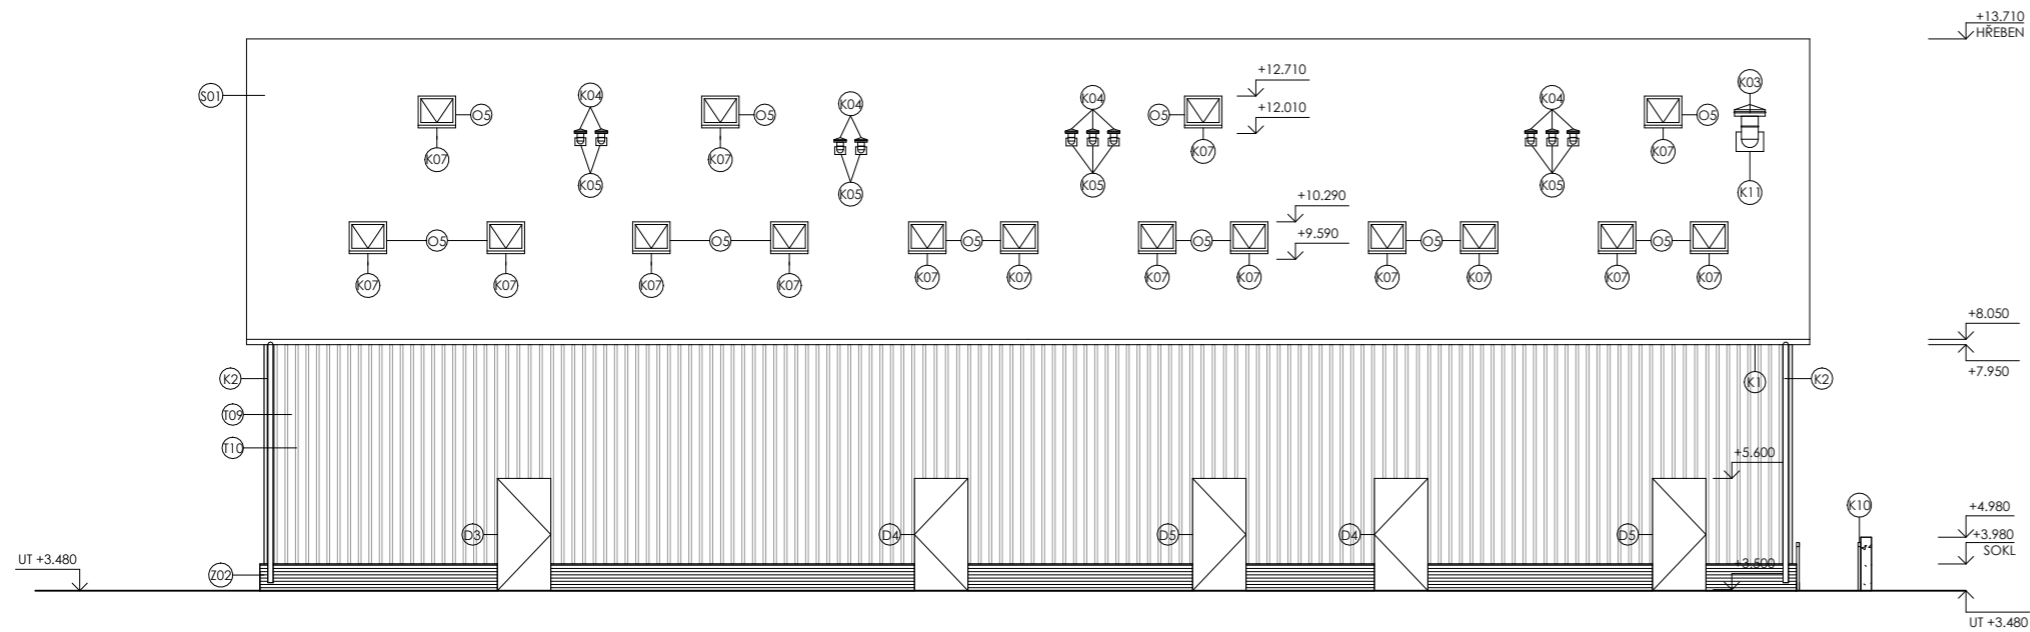 +13.710
HŘEBEN
+12.710
K03
K04
K04
K04
S01
K04
+12.010
O5
O5
O5
O5
K07
K07
K07
K07
K05
K05
K05
K05
K11
+10.290
+9.590
O5
O5
O5
O5
O5
O5
K07
K07
K07
K07
K07
K07
K07
K07
K07
K07
K07
K07
+8.050
+7.950
K2
K1
K2
T09
T10
+5.600
K10
+4.980
D3
D4
D5
D4
D5
+3.980
SOKL
UT +3.480
+3.500
Z02
UT +3.480